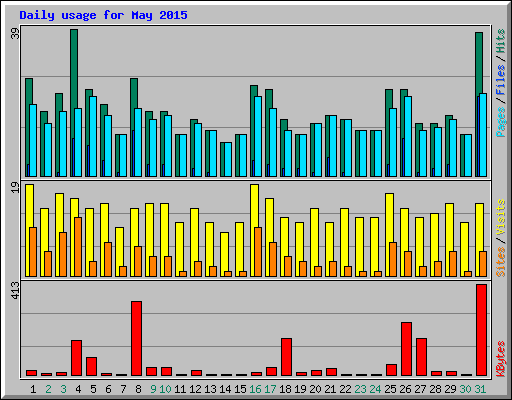 Daily usage for May 2015
39
Pages / Files / Hits
19
Sites / Visits
413
KBytes
1 2 3 4 5 6 7 8 9 10 11 12 13 14 15 16 17 18 19 20 21 22 23 24 25 26 27 28 29 30 31